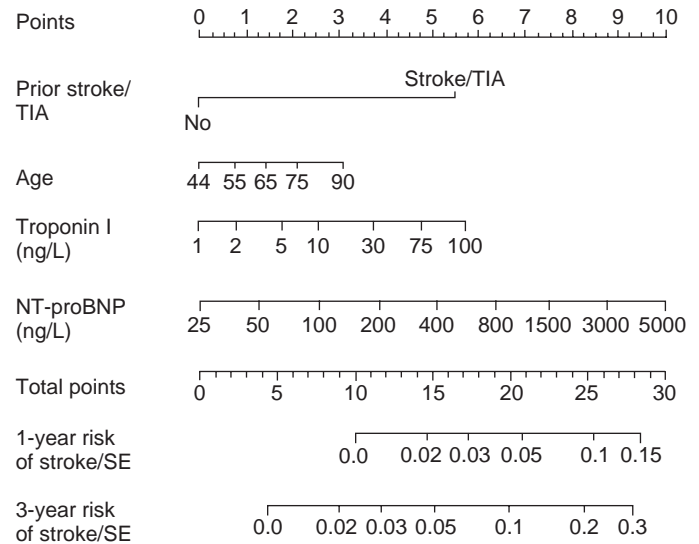 Points 0 1 2 3 4 5 6 7 8 9 10
Stroke/TIA
Prior stroke/
TIA
No
Age
44 55 65 75 90
Troponin I
(ng/L)
1 2 5 10 30 75 100
NT-proBNP
(ng/L)
25 50 100 200 400 800 1500 3000 5000
Total points
0 5 10 15 20 25 30
1-year risk
of stroke/SE
0.0 0.02 0.03 0.05 0.1 0.15
3-year risk
of stroke/SE
0.0 0.02 0.03 0.05 0.1 0.2 0.3